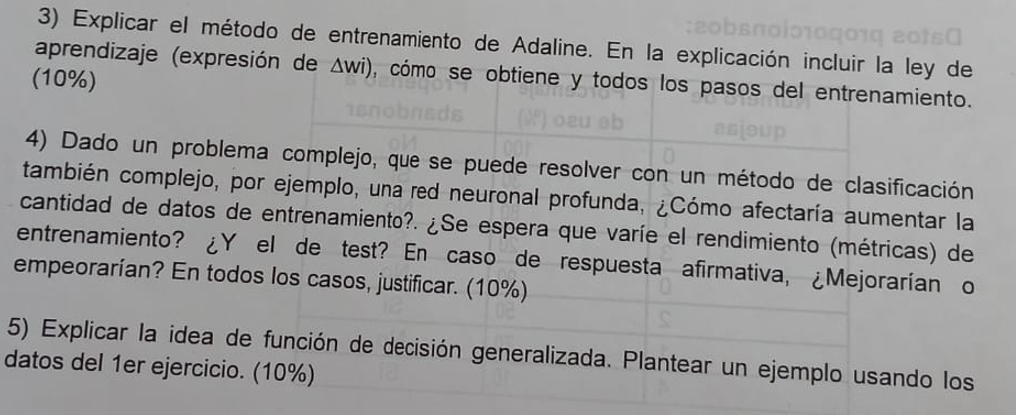 Datos proporcionados:
3) Explicar el método de entrenamiento de Adaline. En la explicación incluir la ley de
aprendizaje (expresión de Δwi), cómo se obtiene y todos los pasos del entrenamiento.
(10%)
4) Dado un problema complejo, que se puede resolver con un método de clasificación
también complejo, por ejemplo, una red neuronal profunda, ¿Cómo afectaría aumentar la
cantidad de datos de entrenamiento?. ¿Se espera que varíe el rendimiento (métricas) de
entrenamiento? ¿Y el de test? En caso de respuesta afirmativa, ¿Mejorarían o
empeorarían? En todos los casos, justificar. (10%)
5) Explicar la idea de función de decisión generalizada. Plantear un ejemplo usando los
datos del 1er ejercicio. (10%)